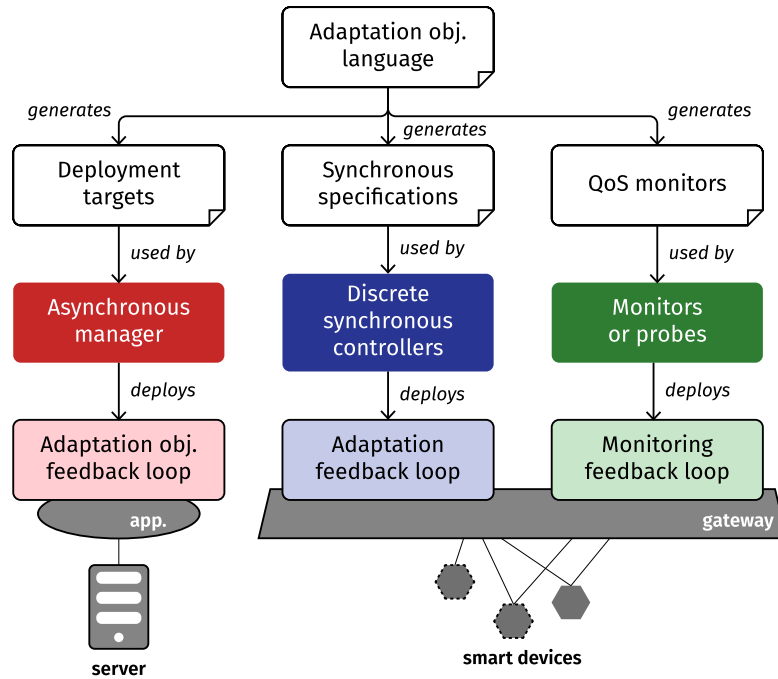 Adaptation obj.
language
generates
generates
generates
Deployment
targets
Synchronous
specifications
QoS monitors
used by
used by
used by
Asynchronous
manager
Discrete
synchronous
controllers
Monitors
or probes
deploys
deploys
deploys
Adaptation obj.
feedback loop
Adaptation
feedback loop
Monitoring
feedback loop
app.
gateway
server
smart devices